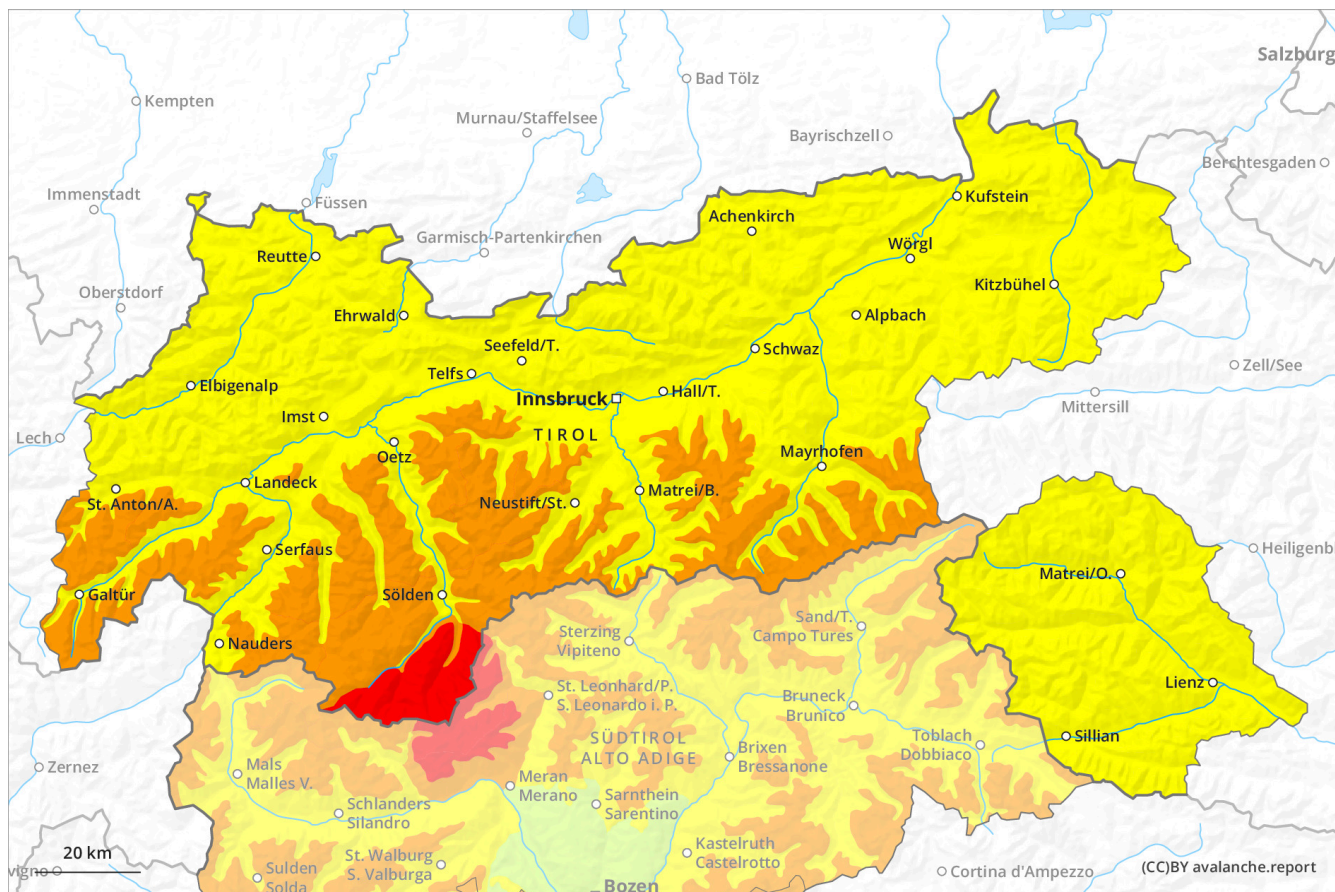 Salzburg
Bad Tölz
Kempten
Murnau/Staffelsee
Bayrischzell
Berchtesgaden
Immenstadt
Füssen
Kufstein
Achenkirch
Garmisch-Partenkirchen
Wörgl
Reutte
Kitzbühel
Oberstdorf
Ehrwald
Alpbach
Seefeld/T.
Schwaz
Zell/See
Telfs
Elbigenalp
Innsbruck
Hall/T.
Mittersill
Imst
Lech
TIROL
Oetz
Mayrhofen
Landeck
St. Anton/A.
Neustift/St.
Matrei/B.
Serfaus
Heiligenb
Matrei/O.
Galtür
Sölden
Sand/T.
Campo Tures
Sterzing
Vipiteno
Nauders
Lienz
St. Leonhard/P.
S. Leonardo i. P.
Bruneck
Brunico
Sillian
SÜDTIROL
ALTO ADIGE
Toblach
Dobbiaco
Brixen
Bressanone
Zernez
Mals
Malles V.
Meran
Merano
Sarnthein
Sarentino
Schlanders
Silandro
Kastelruth
Castelrotto
20 km
St. Walburg
S. Valburga
vigno
Cortina d'Ampezzo
(CC)BY avalanche.report
Sulden
Solda
Bozen